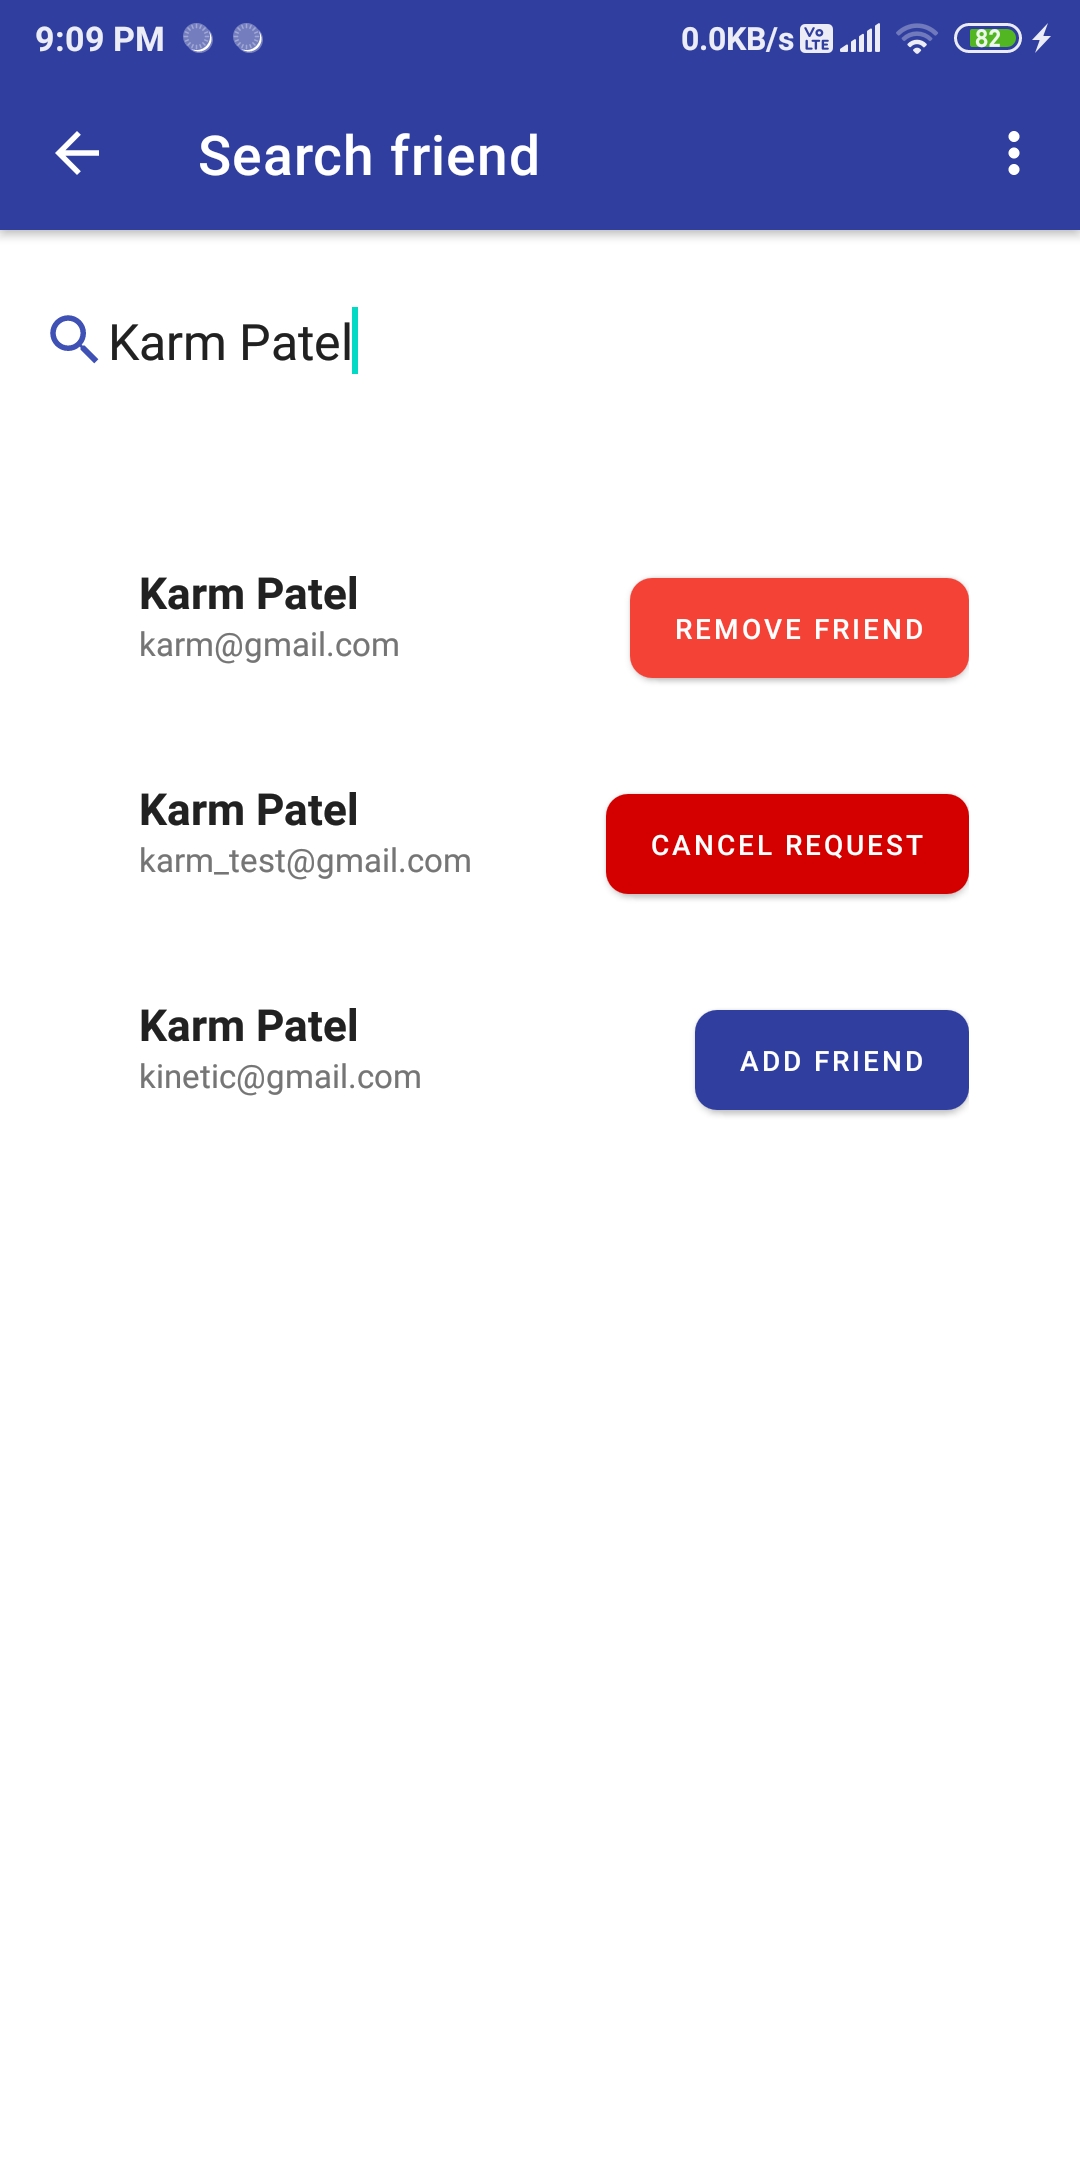 9:09 PM 0.0KB/s Vo LTE 82
Search friend
Karm Patel
Karm Patel
karm@gmail.com
REMOVE FRIEND
Karm Patel
karm_test@gmail.com
CANCEL REQUEST
Karm Patel
kinetic@gmail.com
ADD FRIEND